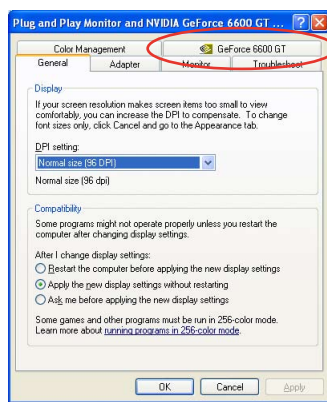 Plug and Play Monitor and NVIDIA GeForce 6600 GT ...
Color Management
GeForce 6600 GT
General
Adapter
Monitor
Troubleshoot
Display
If your screen resolution makes screen items too small to view
comfortably, you can increase the DPI to compensate. To change
font sizes only, click Cancel and go to the Appearance tab.
DPI setting:
Normal size (96 DPI)
Normal size (96 dpi)
Compatibility
Some programs might not operate properly unless you restart the
computer after changing display settings.
After I change display settings:
Restart the computer before applying the new display settings
Apply the new display settings without restarting
Ask me before applying the new display settings
Some games and other programs must be run in 256-color mode.
Learn more about running programs in 256-color mode.
OK
Cancel
Apply